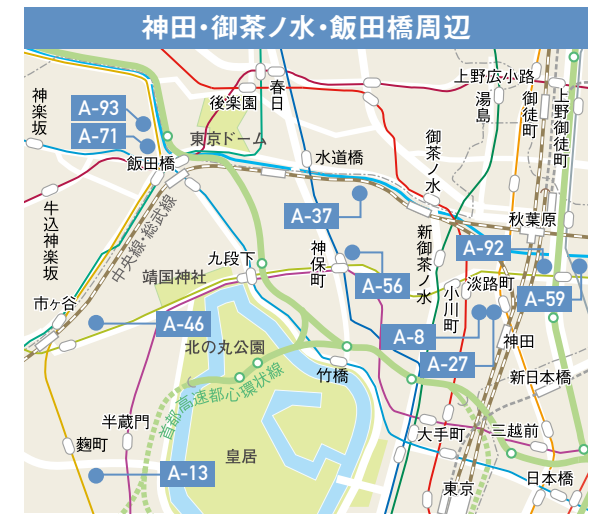 神田・御茶ノ水・飯田橋周辺
神楽坂
A-93
A-71
後楽園
春日
東京ドーム
飯田橋
水道橋
上野広小路
湯島
御徒町
上野御徒町
御茶ノ水
牛込神楽坂
中央線・総武線
A-37
秋葉原
九段下
神保町
新御茶ノ水
A-92
靖国神社
A-56
淡路町
A-59
市ヶ谷
小川町
A-46
A-8
神田
北の丸公園
A-27
竹橋
新日本橋
首都高速都心環状線
半蔵門
大手町
三越前
麴町
皇居
A-13
東京
日本橋